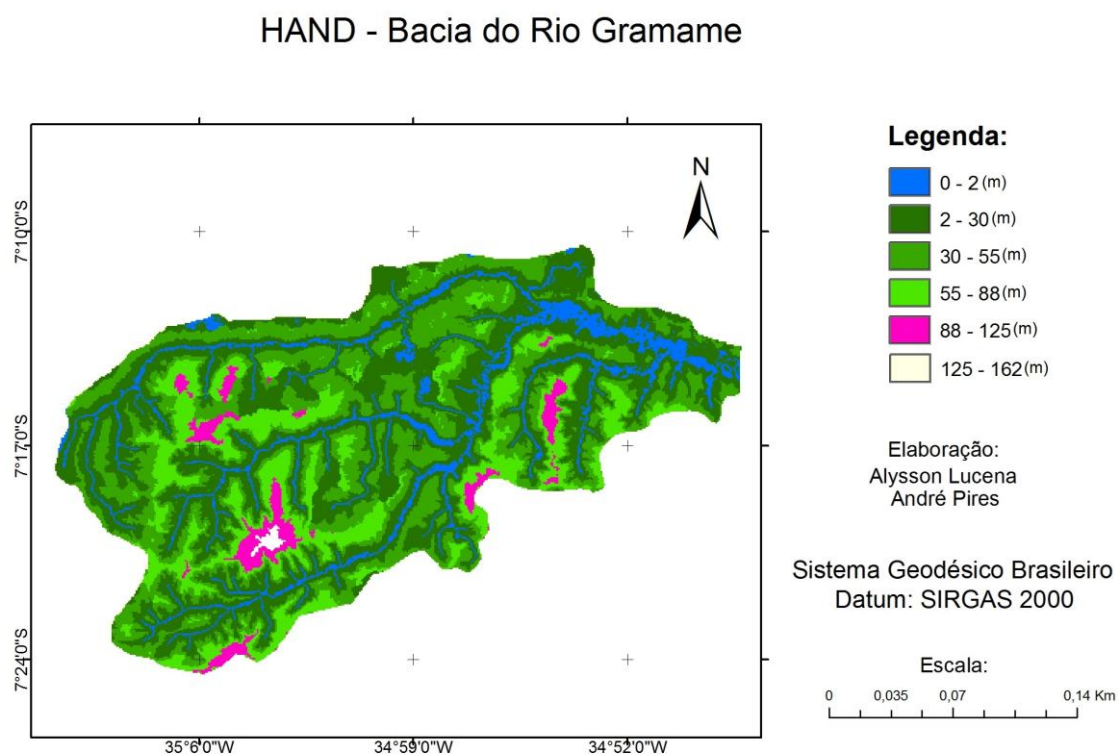 HAND - Bacia do Rio Gramame
N
7°10'0"S
7°17'0"S
7°24'0"S
35°6'0"W
34°59'0"W
34°52'0"W
Legenda:
0 - 2 (m)
2 - 30 (m)
30 - 55 (m)
55 - 88 (m)
88 - 125 (m)
125 - 162 (m)
Elaboração:
Alysson Lucena
André Pires
Sistema Geodésico Brasileiro
Datum: SIRGAS 2000
Escala:
0 0,035 0,07 0,14 Km